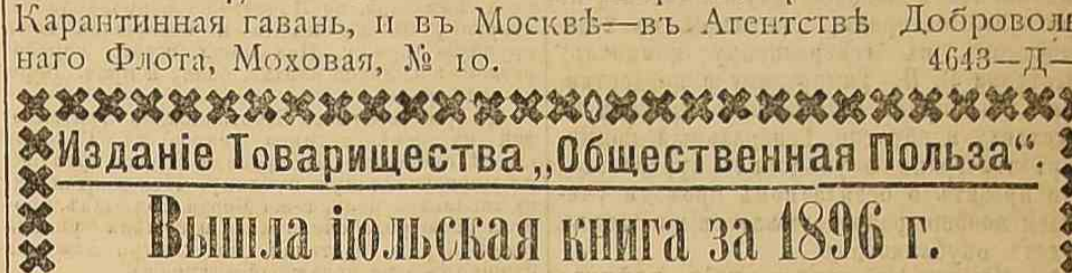 Карантинная гавань, и въ Москвѣ—въ Агентствѣ Доброволь
наго Флота, Моховая, № 10.
4643—Д—
Изданіе Товарищества „Общественная Польза“.
Вышла іюльская книга за 1896 г.